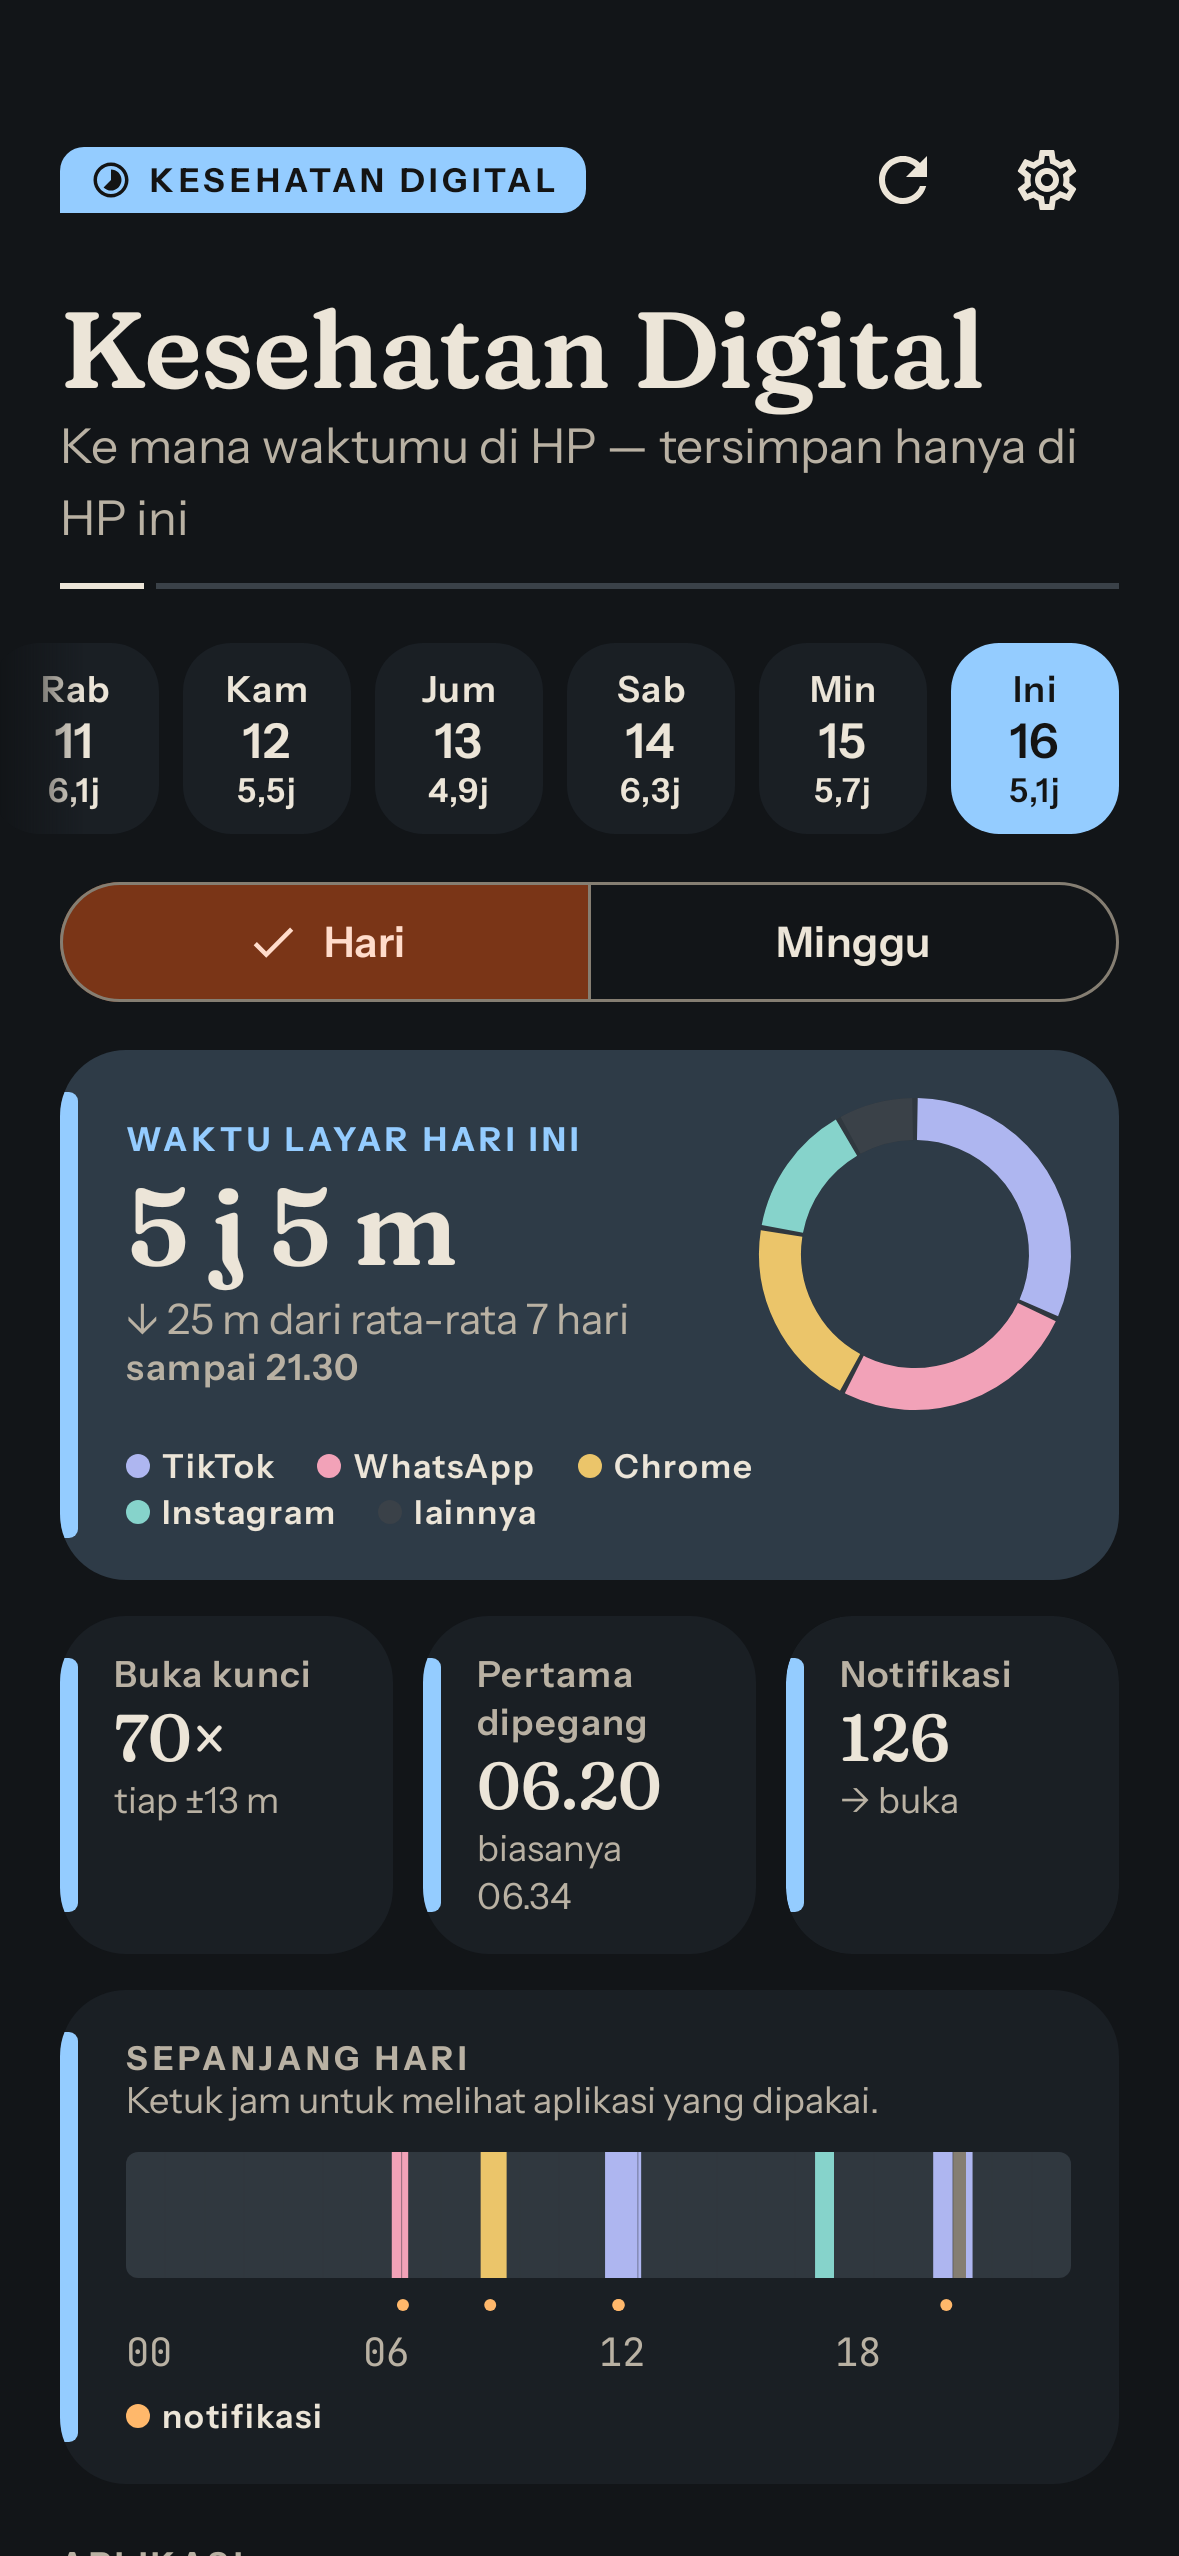 KESEHATAN DIGITAL
Kesehatan Digital
Ke mana waktumu di HP — tersimpan hanya di
HP ini
Rab Kam Jum Sab Min Ini
11 12 13 14 15 16
6,1j 5,5j 4,9j 6,3j 5,7j 5,1j
Hari Minggu
WAKTU LAYAR HARI INI
5 j 5 m
↓ 25 m dari rata-rata 7 hari
sampai 21.30
TikTok WhatsApp Chrome
Instagram lainnya
Buka kunci
70×
tiap ±13 m
Pertama
dipegang
06.20
biasanya
06.34
Notifikasi
126
→ buka
SEPANJANG HARI
Ketuk jam untuk melihat aplikasi yang dipakai.
00 06 12 18
notifikasi
APLIKASI